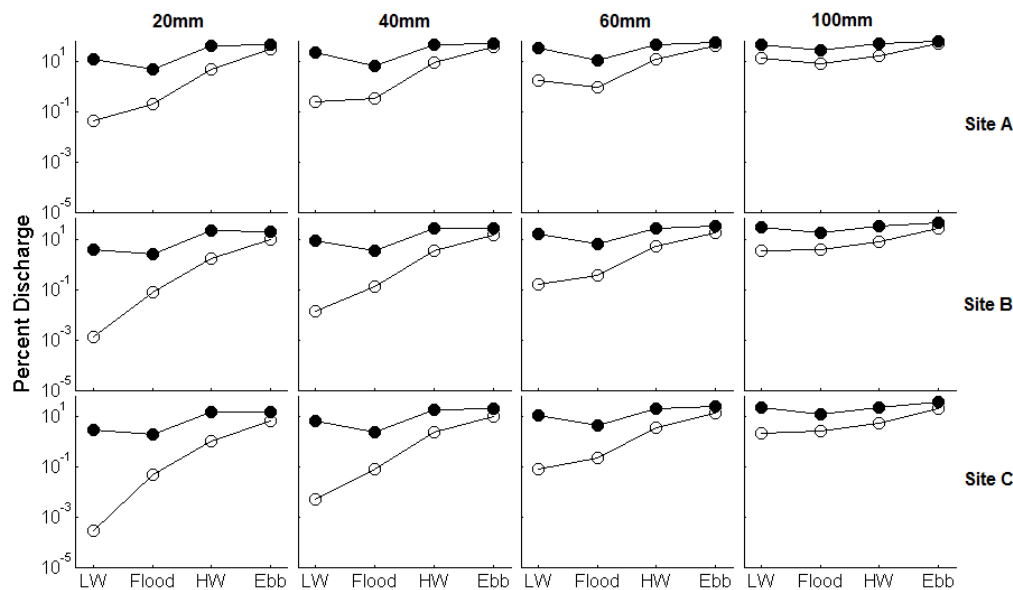 20mm 40mm 60mm 100mm
10^1
10^-1
10^-3
10^-5
Site A
10^1
10^-1
10^-3
10^-5
Site B
10^1
10^-1
10^-3
10^-5
Site C
Percent Discharge
LW Flood HW Ebb LW Flood HW Ebb LW Flood HW Ebb LW Flood HW Ebb